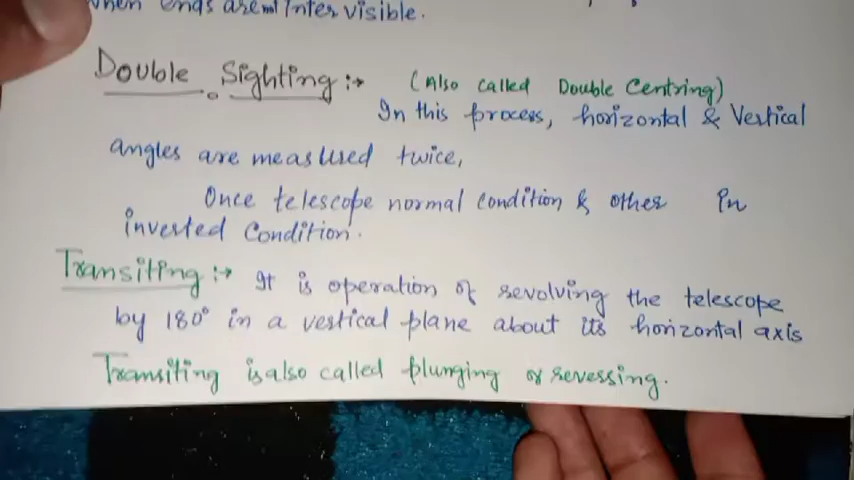 when ends are not Inter visible.
Double Sighting :→ (Also called Double Centring)
In this process, horizontal & Vertical
angles are measured twice,
Once telescope normal condition & other in
inverted Condition.
Transiting :→ It is operation of revolving the telescope
by 180° in a vertical plane about its horizontal axis
Transiting is also called plunging or reversing.